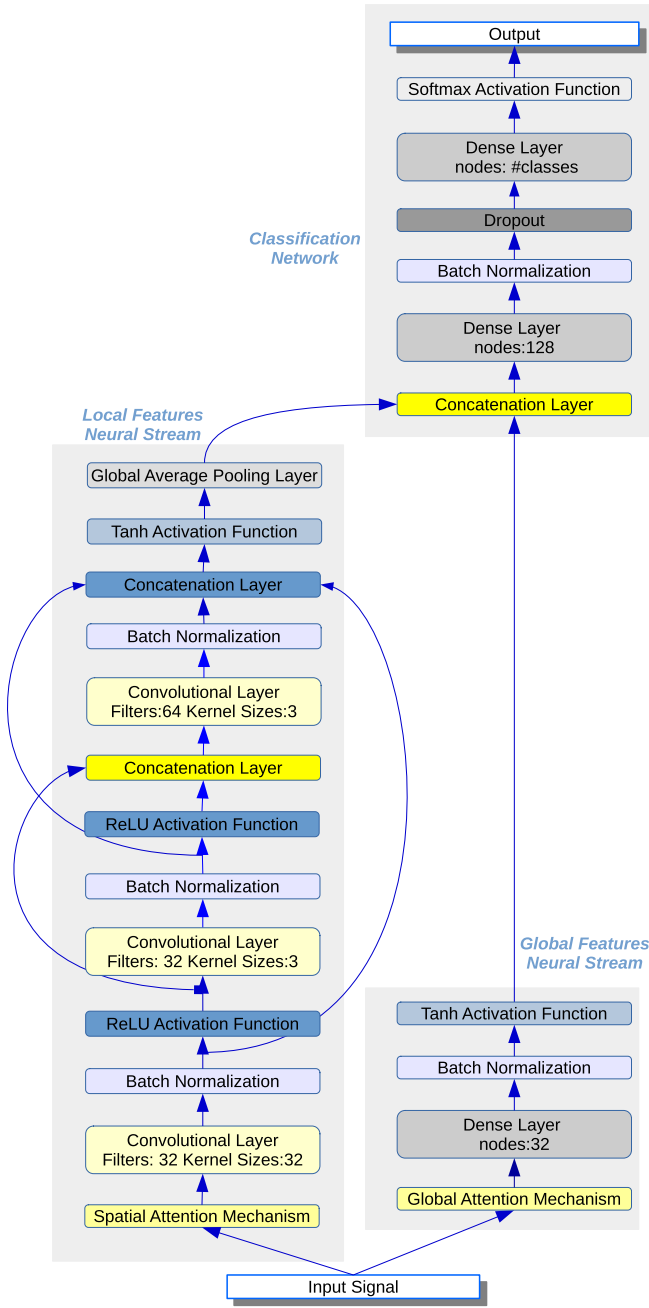 Output
Softmax Activation Function
Dense Layer
nodes: #classes
Dropout
Classification
Network
Batch Normalization
Dense Layer
nodes:128
Concatenation Layer
Local Features
Neural Stream
Global Average Pooling Layer
Tanh Activation Function
Concatenation Layer
Batch Normalization
Convolutional Layer
Filters:64 Kernel Sizes:3
Concatenation Layer
ReLU Activation Function
Batch Normalization
Convolutional Layer
Filters: 32 Kernel Sizes:3
ReLU Activation Function
Batch Normalization
Convolutional Layer
Filters: 32 Kernel Sizes:32
Spatial Attention Mechanism
Global Features
Neural Stream
Tanh Activation Function
Batch Normalization
Dense Layer
nodes:32
Global Attention Mechanism
Input Signal